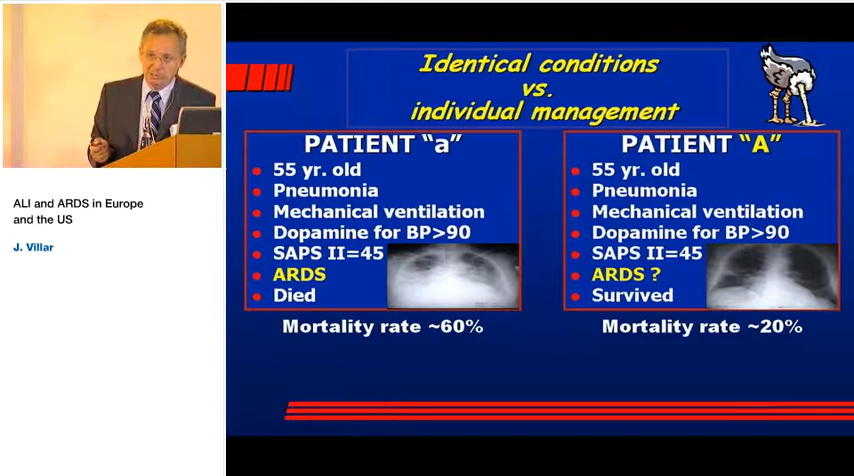 ALI and ARDS in Europe
and the US
J. Villar
Identical conditions
vs.
individual management
PATIENT “a”
• 55 yr. old
• Pneumonia
• Mechanical ventilation
• Dopamine for BP>90
• SAPS II=45
• ARDS
• Died
Mortality rate ~60%
PATIENT “A”
• 55 yr. old
• Pneumonia
• Mechanical ventilation
• Dopamine for BP>90
• SAPS II=45
• ARDS ?
• Survived
Mortality rate ~20%